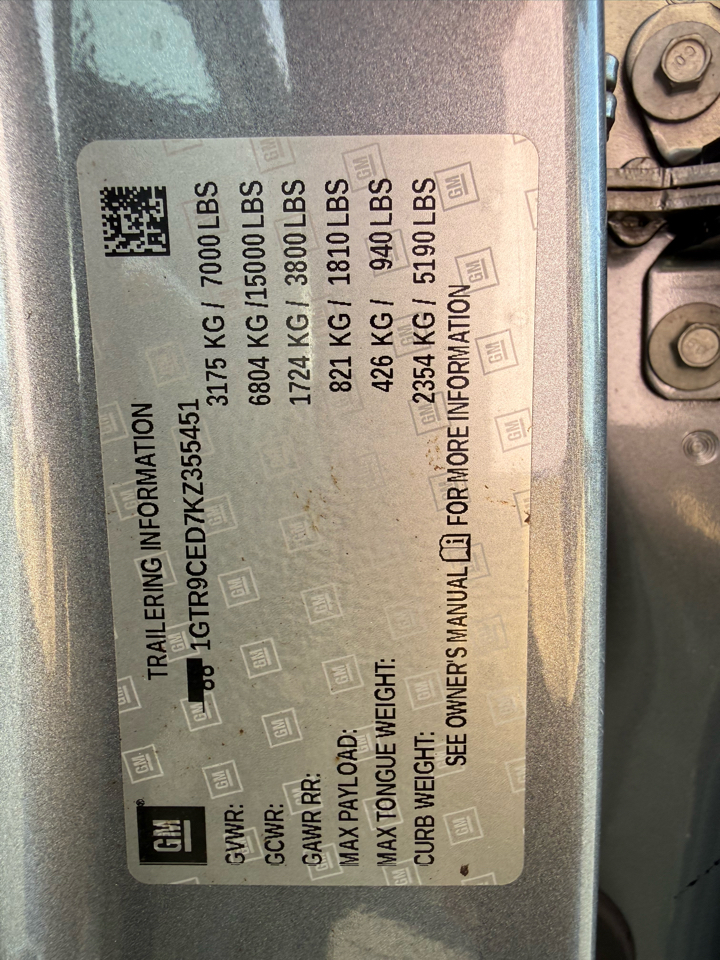 GM®
TRAILERING INFORMATION
1GTR9CED7KZ355451
GVWR: 3175 KG / 7000 LBS
GCWR: 6804 KG /15000 LBS
GAWR RR: 1724 KG / 3800 LBS
MAX PAYLOAD: 821 KG / 1810 LBS
MAX TONGUE WEIGHT: 426 KG / 940 LBS
CURB WEIGHT: 2354 KG / 5190 LBS
SEE OWNER'S MANUAL FOR MORE INFORMATION